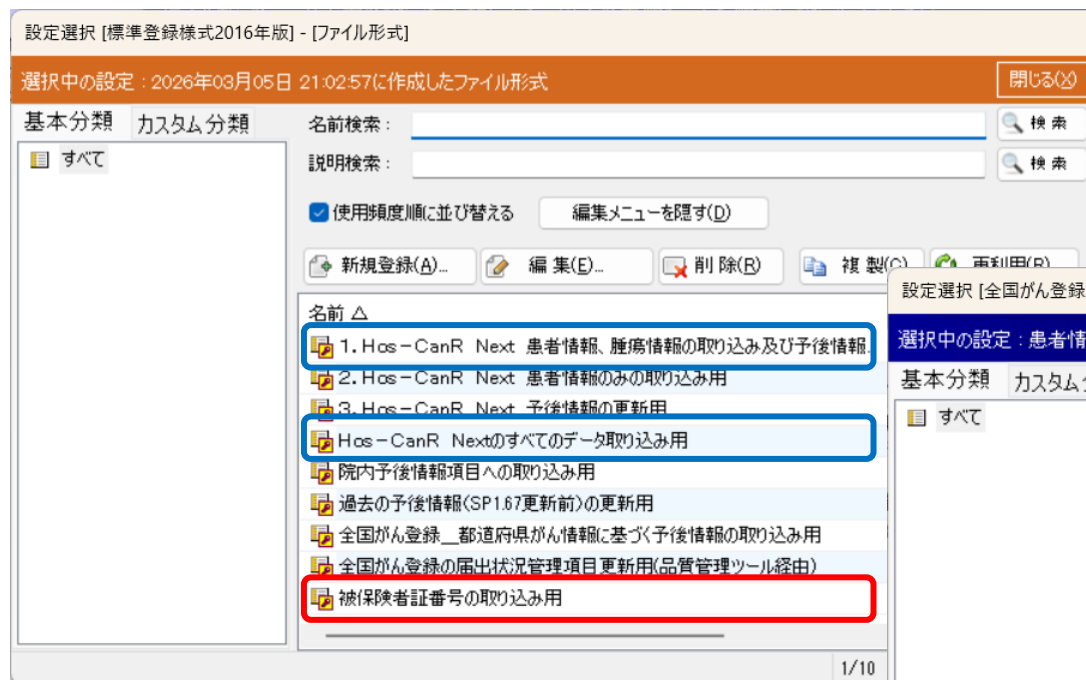 設定選択 [標準登録様式2016年版] - [ファイル形式]
選択中の設定 : 2026年03月05日 21:02:57に作成したファイル形式
閉じる(X)
基本分類 カスタム分類
すべて
名前検索 :
検 索
説明検索 :
検 索
使用頻度順に並び替える
編集メニューを隠す(D)
新規登録(A)...
編 集(E)...
削 除(R)
複 製(C)
再利用(B)
名前 △
1. Hos-CanR Next 患者情報、腫瘍情報の取り込み及び予後情報...
2. Hos-CanR Next 患者情報のみの取り込み用
3. Hos-CanR Next 予後情報の更新用
Hos-CanR Nextのすべてのデータ取り込み用
院内予後情報項目への取り込み用
過去の予後情報(SP1.67更新前)の更新用
全国がん登録__都道府県がん情報に基づく予後情報の取り込み用
全国がん登録の届出状況管理項目更新用(品質管理ツール経由)
被保険者証番号の取り込み用
1/10
設定選択 [全国がん登録
選択中の設定 : 患者情
基本分類 カスタム
すべて